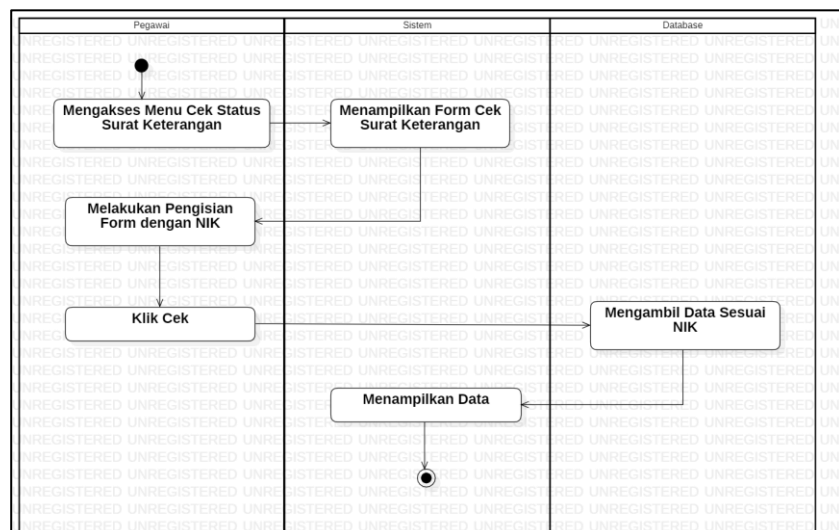 Pegawai
Sistem
Database
Mengakses Menu Cek Status
Surat Keterangan
Menampilkan Form Cek
Surat Keterangan
Melakukan Pengisian
Form dengan NIK
Klik Cek
Mengambil Data Sesuai
NIK
Menampilkan Data